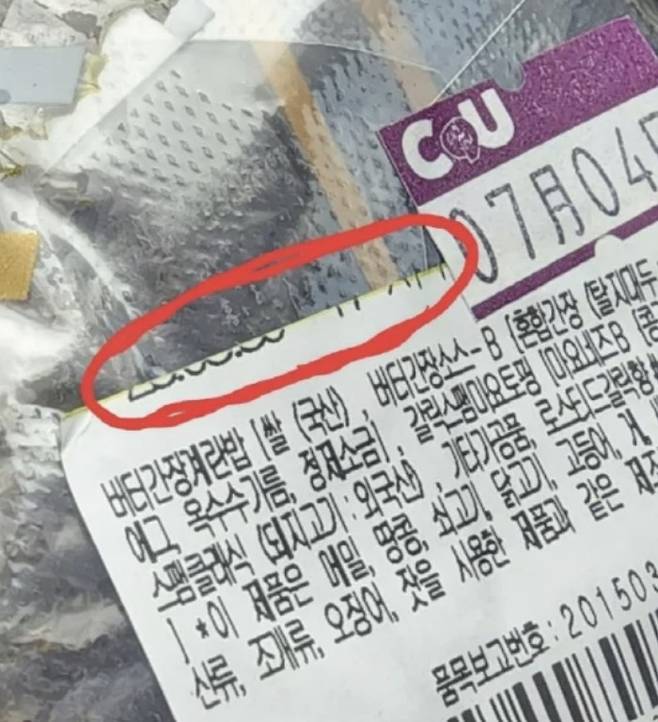 CU
07月04
버터간장계란밥 [쌀 (국산), 버터간장소스-B [혼합간장 (탈지대두
에그 옥수수기름, 정제소금], 갈릭스팸마요토핑 [마요네즈B (콩
스팸클래식 (돼지고기:외국산), 기타가공품, 로스티드갈릭황
] *이 제품은 메밀, 땅콩, 쇠고기, 닭고기, 고등어, 게,
산류, 조개류, 오징어, 잣을 사용한 제품과 같은 제조
품목보고번호:201503